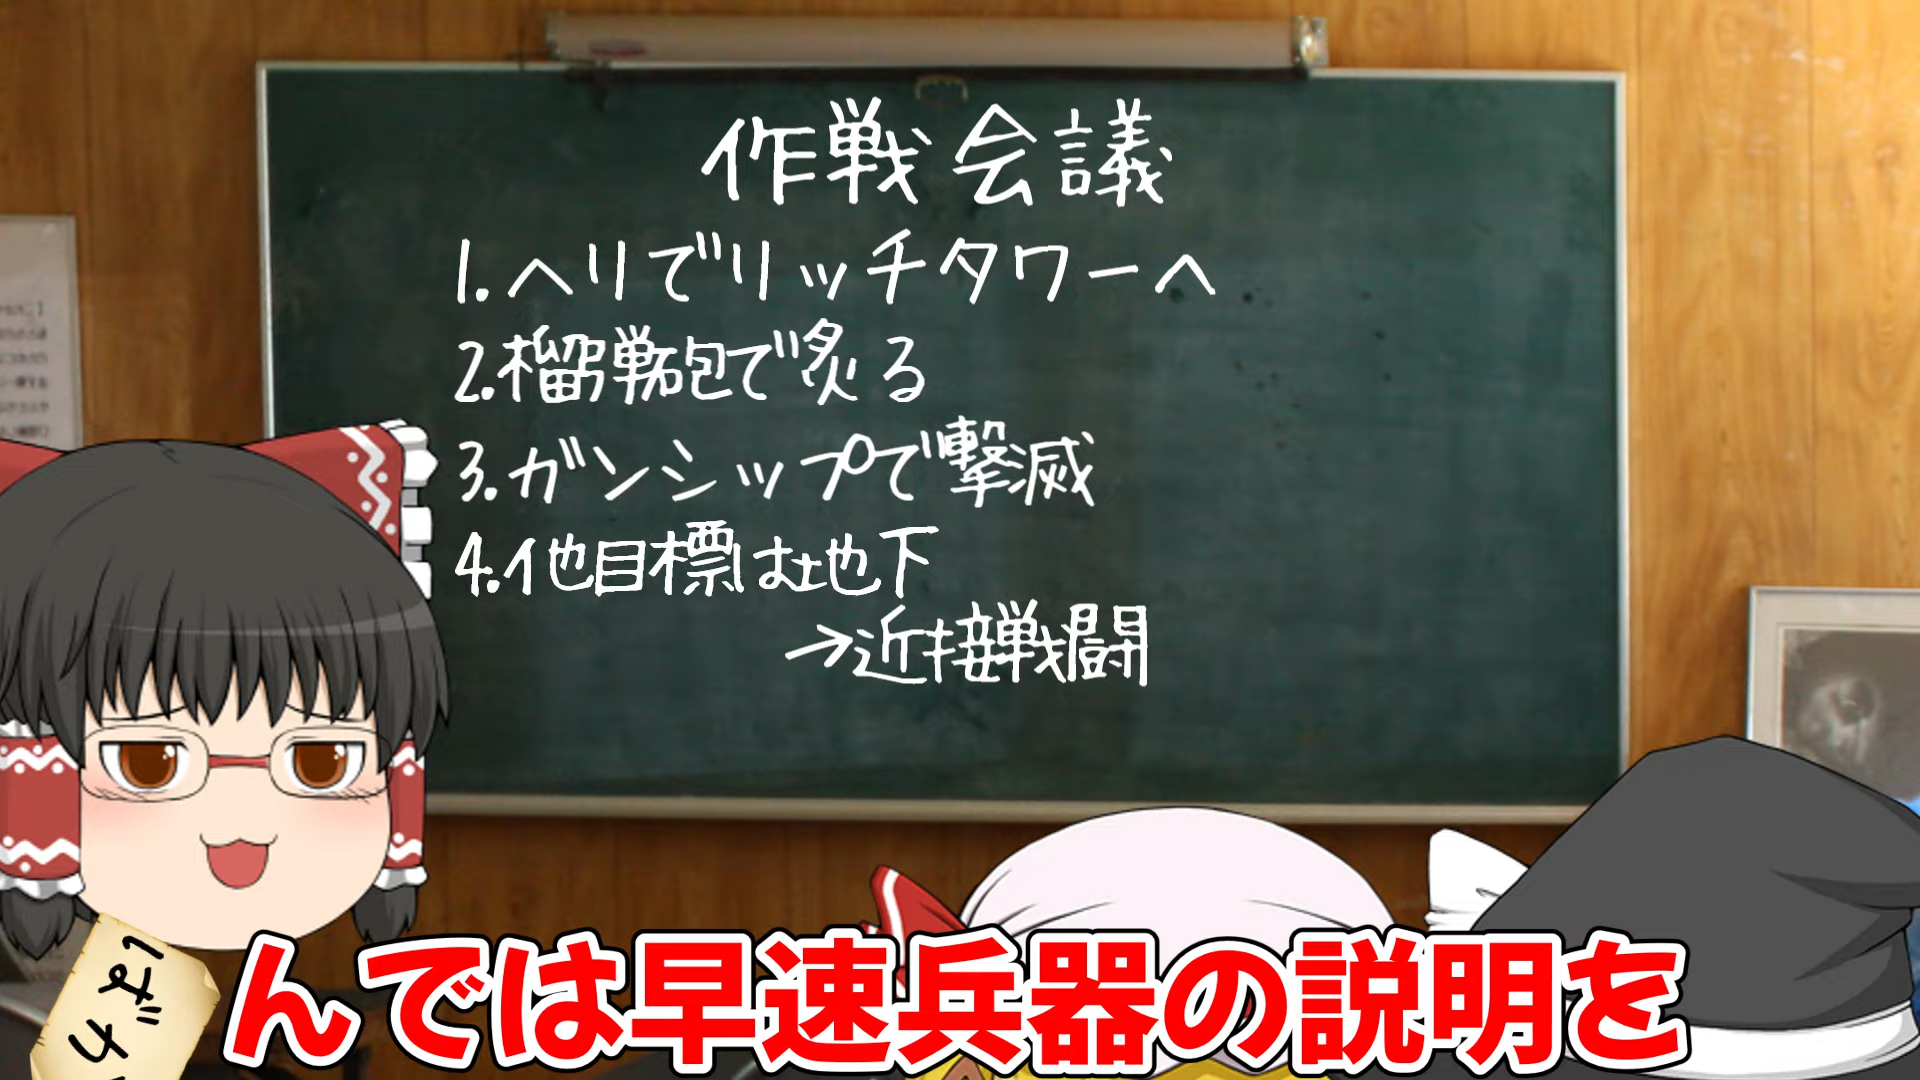 作戦会議
1.ヘリでリッチタワーへ
2.榴弾砲で炙る
3.ガンシップで撃滅
4.他目標は地下
→近接戦闘
んでは早速兵器の説明を